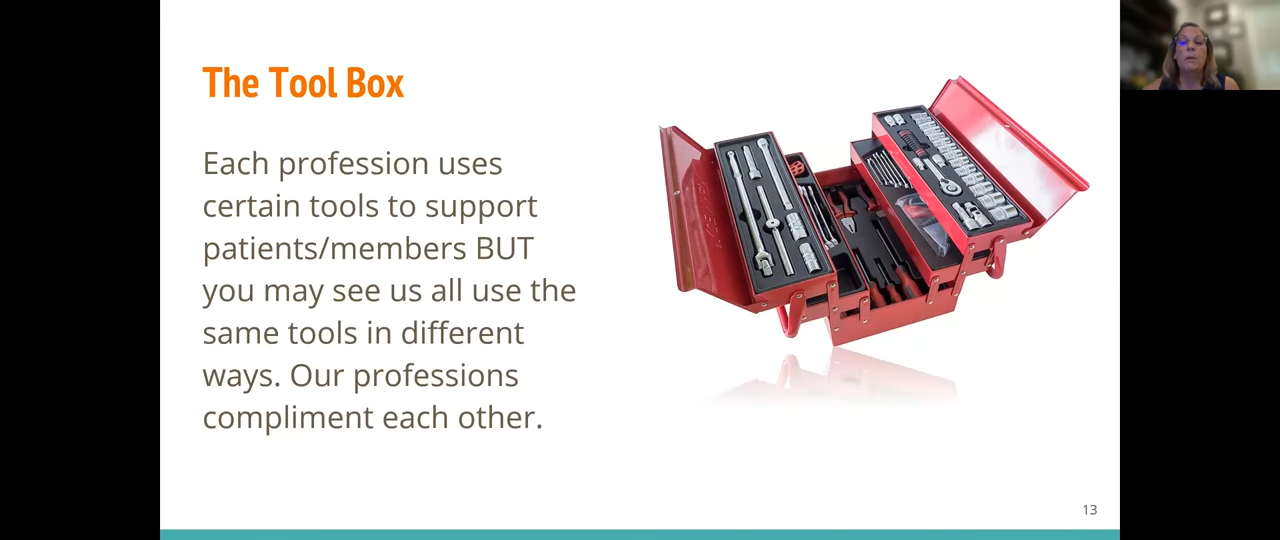 The Tool Box
Each profession uses
certain tools to support
patients/members BUT
you may see us all use the
same tools in different
ways. Our professions
compliment each other.
13